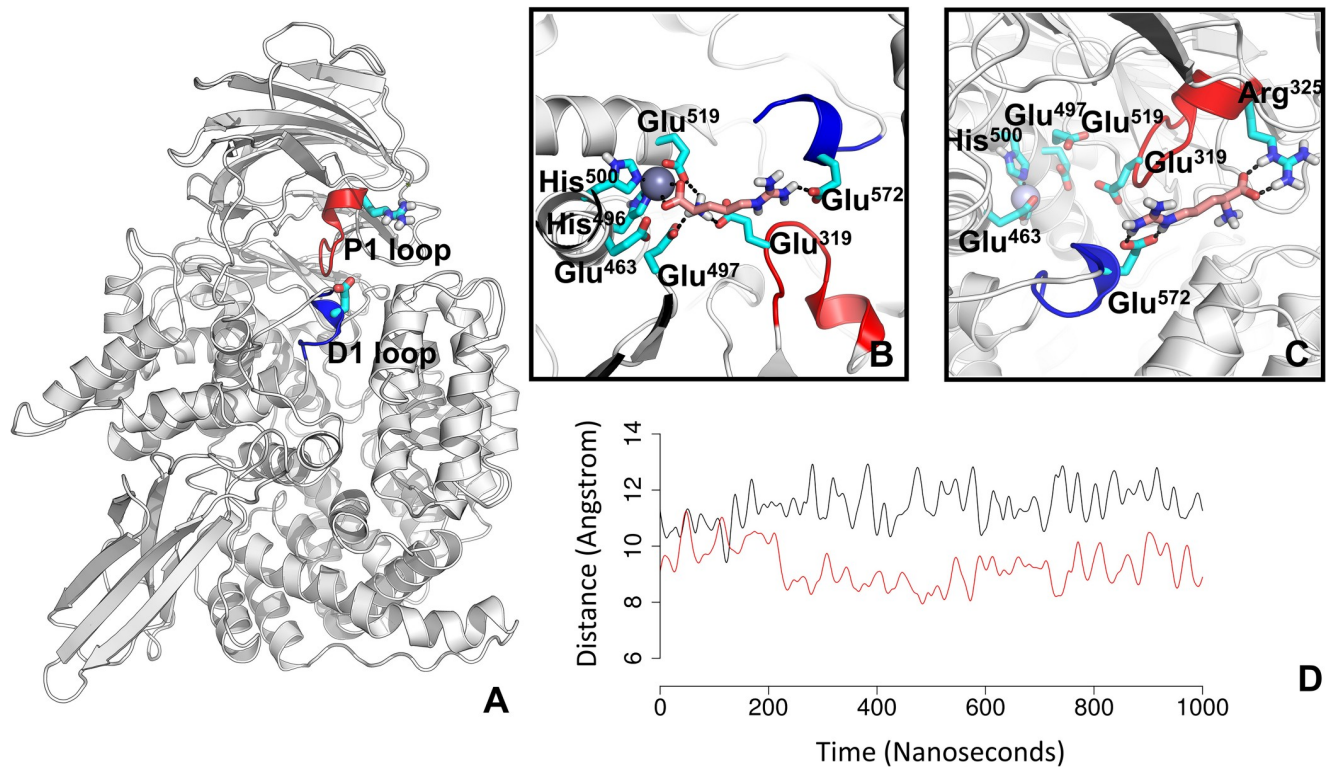 P1 loop
D1 loop
A
Glu519
His500
His496
Glu463
Glu497
Glu319
Glu572
B
Arg325
Glu497
Glu519
His500
Glu319
Glu463
Glu572
C
Distance (Angstrom)
14
12
10
8
6
0
200
400
600
800
1000
Time (Nanoseconds)
D